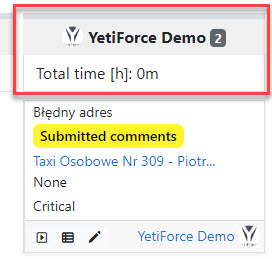 YetiForce Demo 2
Total time [h]: 0m
Błędny adres
Submitted comments
Taxi Osobowe Nr 309 - Piotr...
None
Critical
YetiForce Demo